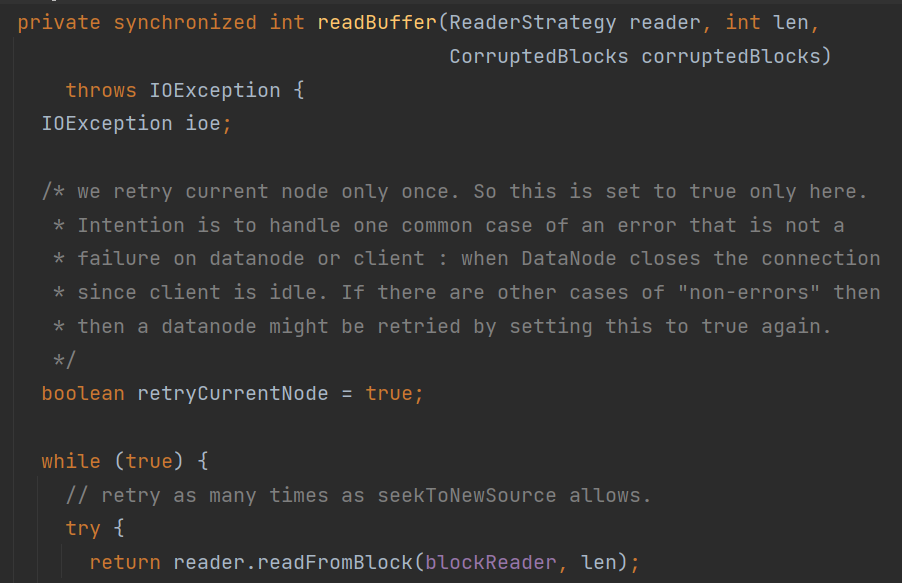 private synchronized int readBuffer(ReaderStrategy reader, int len,
CorruptedBlocks corruptedBlocks)
throws IOException {
IOException ioe;
/* we retry current node only once. So this is set to true only here.
* Intention is to handle one common case of an error that is not a
* failure on datanode or client : when DataNode closes the connection
* since client is idle. If there are other cases of "non-errors" then
* then a datanode might be retried by setting this to true again.
*/
boolean retryCurrentNode = true;
while (true) {
// retry as many times as seekToNewSource allows.
try {
return reader.readFromBlock(blockReader, len);